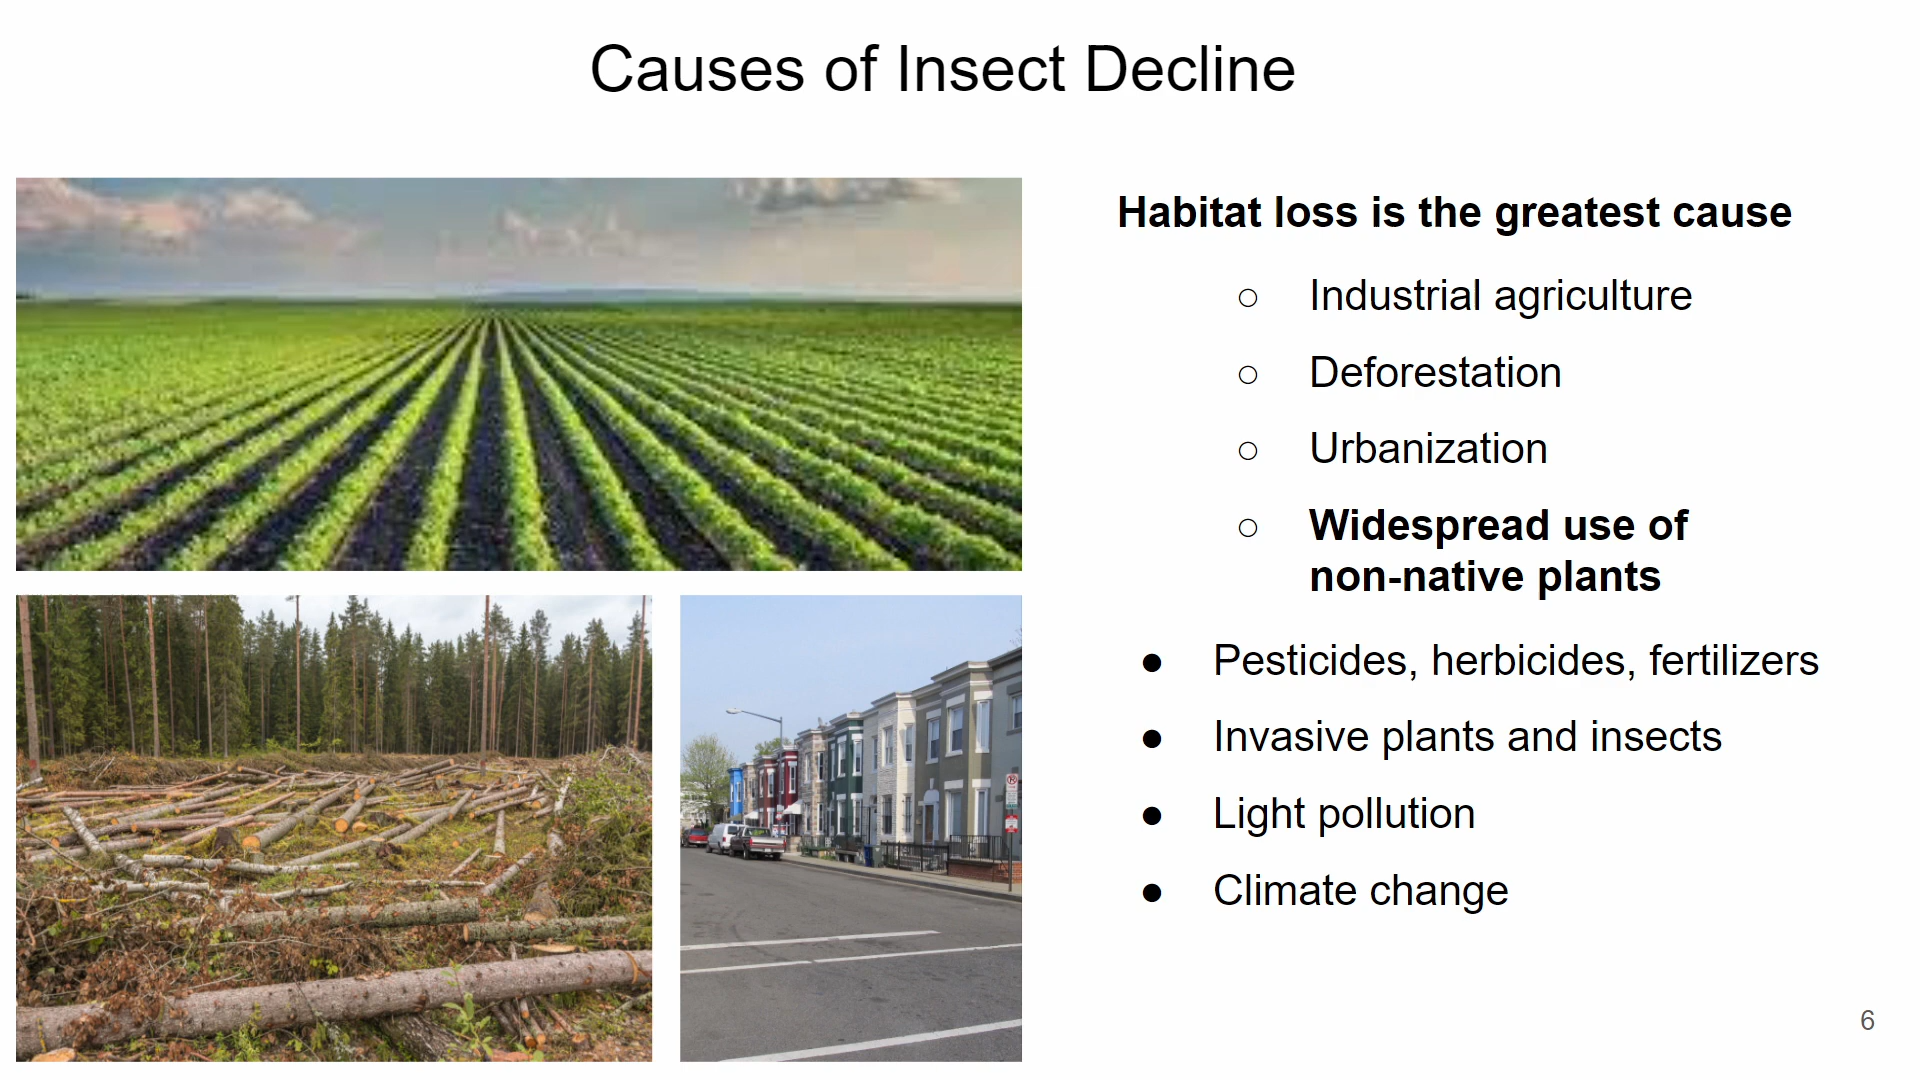 Causes of Insect Decline
Habitat loss is the greatest cause
○ Industrial agriculture
○ Deforestation
○ Urbanization
○ Widespread use of
non-native plants
● Pesticides, herbicides, fertilizers
● Invasive plants and insects
● Light pollution
● Climate change
6